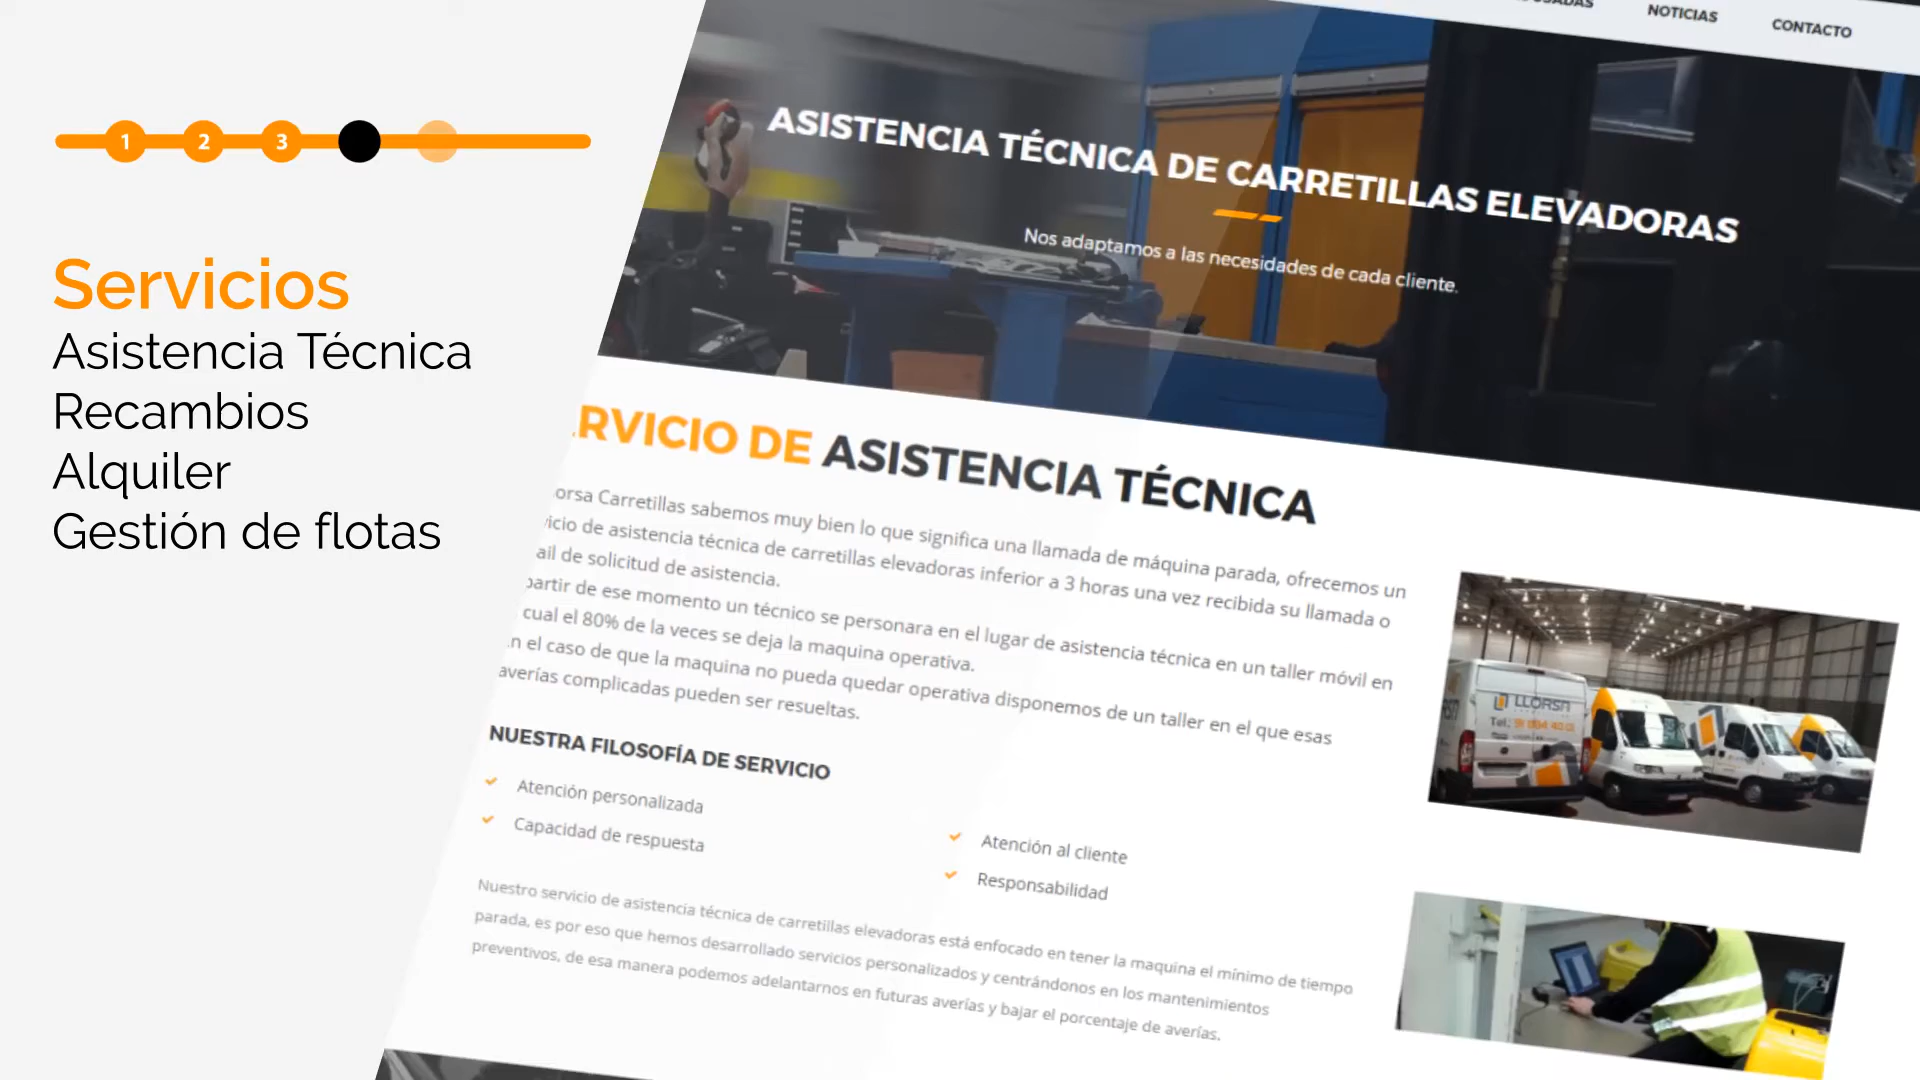 1 2 3
Servicios
Asistencia Técnica
Recambios
Alquiler
Gestión de flotas
NOTICIAS CONTACTO
ASISTENCIA TÉCNICA DE CARRETILLAS ELEVADORAS
Nos adaptamos a las necesidades de cada cliente.
RVICIO DE ASISTENCIA TÉCNICA
orsa Carretillas sabemos muy bien lo que significa una llamada de máquina parada, ofrecemos un
icio de asistencia técnica de carretillas elevadoras inferior a 3 horas una vez recibida su llamada o
ail de solicitud de asistencia.
partir de ese momento un técnico se personara en el lugar de asistencia técnica en un taller móvil en
cual el 80% de la veces se deja la maquina operativa.
n el caso de que la maquina no pueda quedar operativa disponemos de un taller en el que esas
averías complicadas pueden ser resueltas.
NUESTRA FILOSOFÍA DE SERVICIO
Atención personalizada
Capacidad de respuesta
Atención al cliente
Responsabilidad
Nuestro servicio de asistencia técnica de carretillas elevadoras está enfocado en tener la maquina el mínimo de tiempo
parada, es por eso que hemos desarrollado servicios personalizados y centrándonos en los mantenimientos
preventivos, de esa manera podemos adelantarnos en futuras averías y bajar el porcentaje de averías.
LLORSA
Tel.